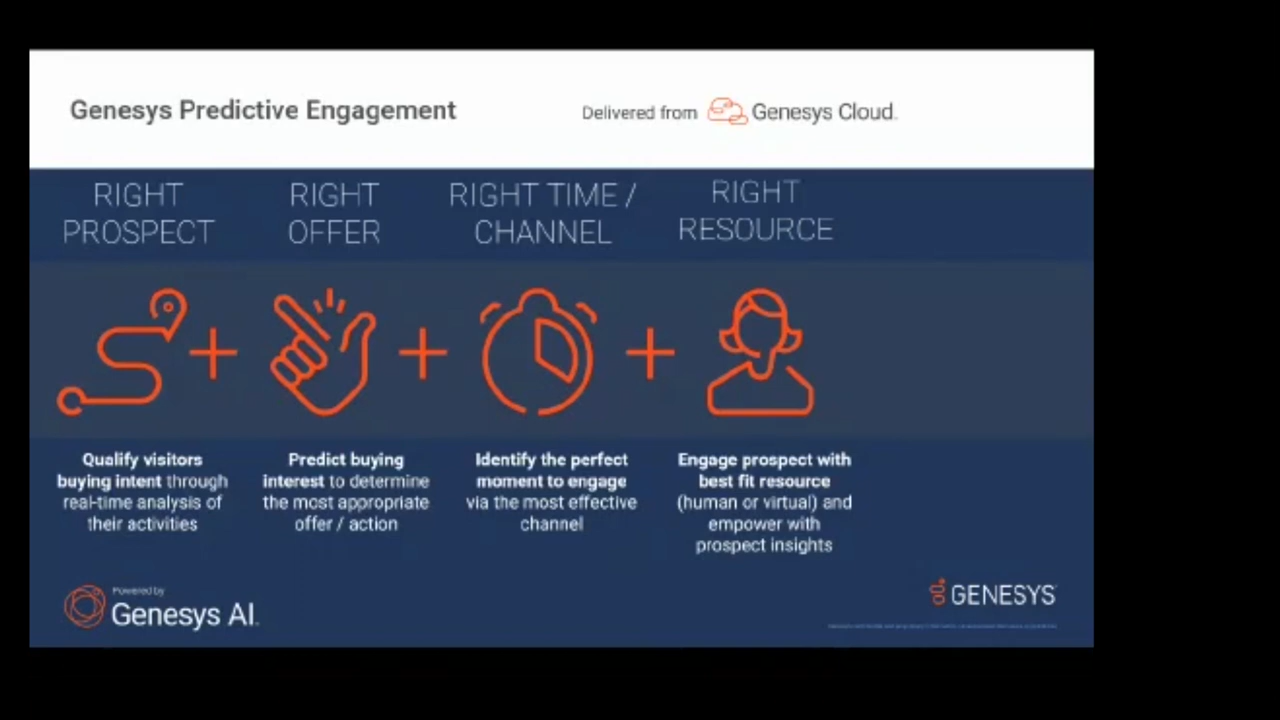 Genesys Predictive Engagement
Delivered from Genesys Cloud.
RIGHT
PROSPECT
RIGHT
OFFER
RIGHT TIME /
CHANNEL
RIGHT
RESOURCE
Qualify visitors
buying intent through
real-time analysis of
their activities
Predict buying
interest to determine
the most appropriate
offer / action
Identify the perfect
moment to engage
via the most effective
channel
Engage prospect with
best fit resource
(human or virtual) and
empower with
prospect insights
Powered by
Genesys AI.
GENESYS